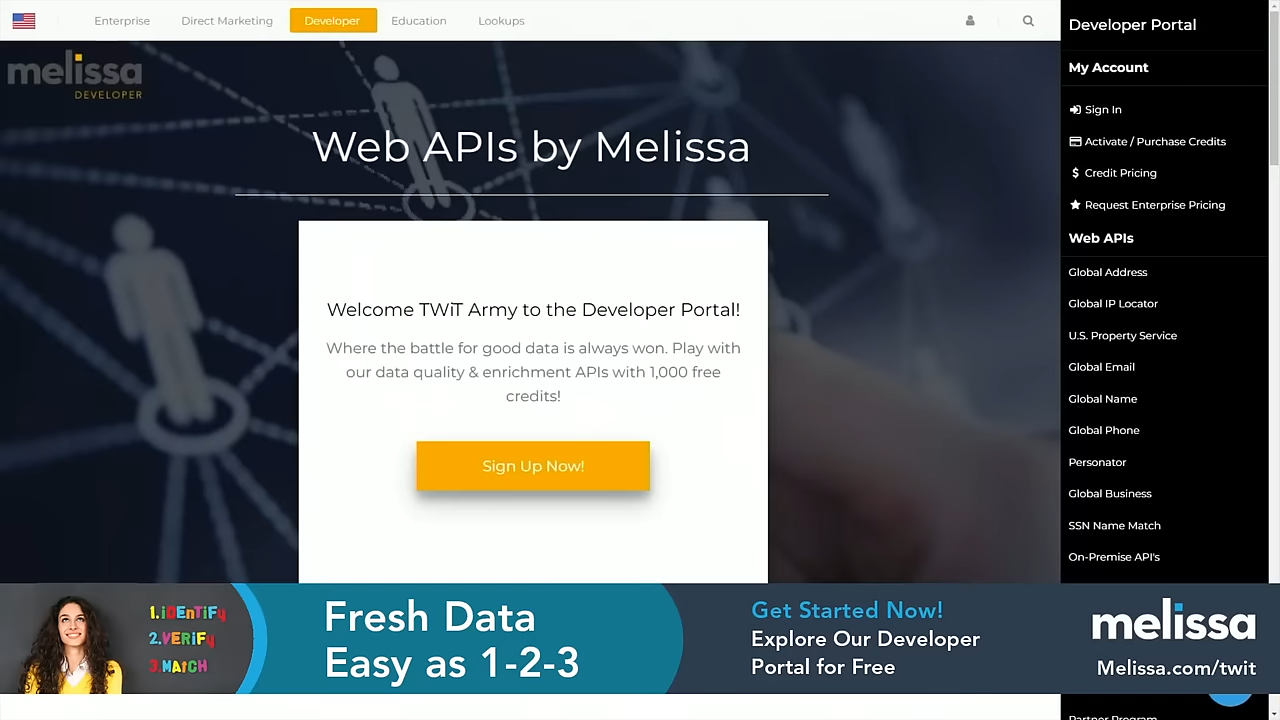 Enterprise
Direct Marketing
Developer
Education
Lookups
melissa
DEVELOPER
Web APIs by Melissa
Welcome TWiT Army to the Developer Portal!
Where the battle for good data is always won. Play with
our data quality & enrichment APIs with 1,000 free
credits!
Sign Up Now!
Developer Portal
My Account
Sign In
Activate / Purchase Credits
Credit Pricing
Request Enterprise Pricing
Web APIs
Global Address
Global IP Locator
U.S. Property Service
Global Email
Global Name
Global Phone
Personator
Global Business
SSN Name Match
On-Premise API's
1.iDEnTiFy
2.VERiFy
3.MAtCH
Fresh Data
Easy as 1-2-3
Get Started Now!
Explore Our Developer
Portal for Free
melissa
Melissa.com/twit
Partner Program